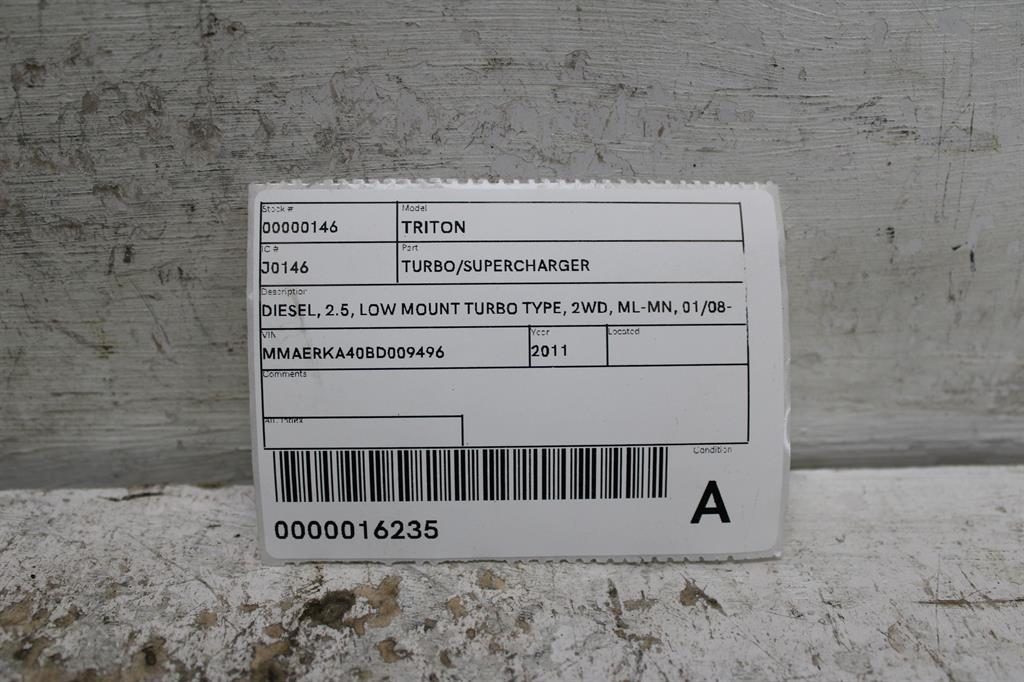 Stock # Model
00000146 TRITON
IC # Part
J0146 TURBO/SUPERCHARGER
Description
DIESEL, 2.5, LOW MOUNT TURBO TYPE, 2WD, ML-MN, 01/08-
VIN Year Located
MMAERKA40BD009496 2011
Comments
Condition
A
0000016235